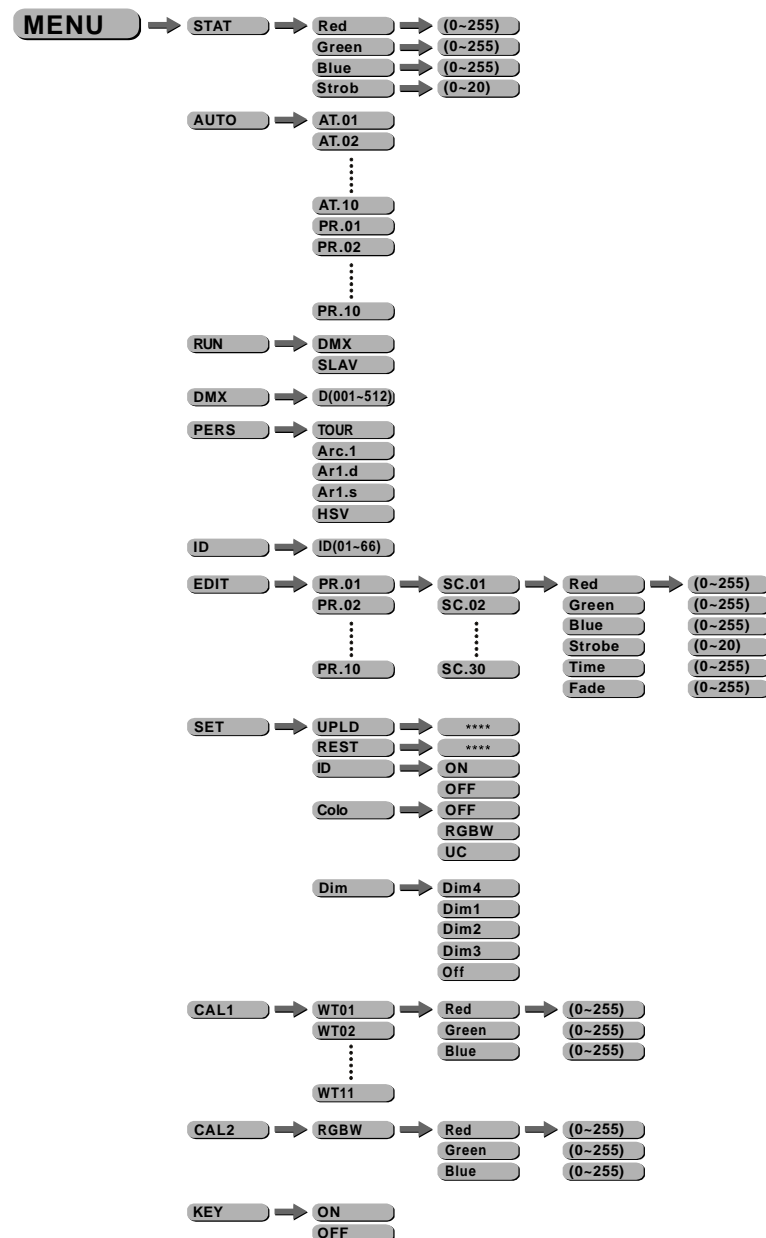 MENU STAT Red (0~255)
Green (0~255)
Blue (0~255)
Strob (0~20)
AUTO AT.01
AT.02
AT.10
PR.01
PR.02
PR.10
RUN DMX
SLAV
DMX D(001~512)
PERS TOUR
Arc.1
Ar1.d
Ar1.s
HSV
ID ID(01~66)
EDIT PR.01 SC.01 Red (0~255)
PR.02 SC.02 Green (0~255)
Blue (0~255)
Strobe (0~20)
PR.10 SC.30 Time (0~255)
Fade (0~255)
SET UPLD ****
REST ****
ID ON
OFF
Colo OFF
RGBW
UC
Dim Dim4
Dim1
Dim2
Dim3
Off
CAL1 WT01 Red (0~255)
WT02 Green (0~255)
Blue (0~255)
WT11
CAL2 RGBW Red (0~255)
Green (0~255)
Blue (0~255)
KEY ON
OFF